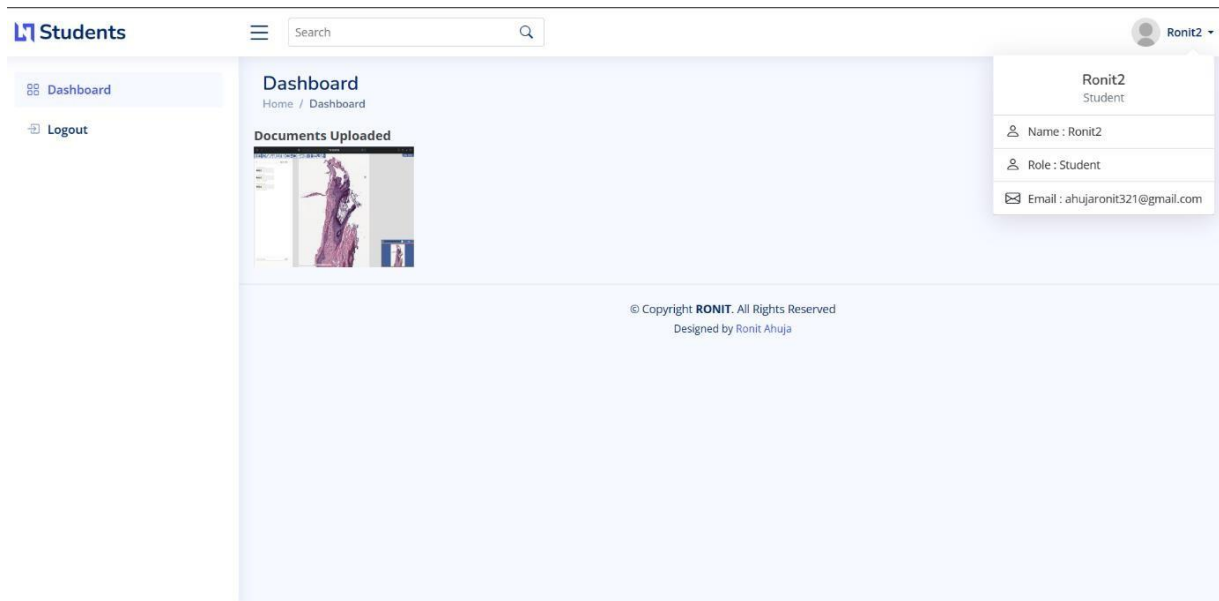 Students
Search
Ronit2
Dashboard
Logout
Dashboard
Home / Dashboard
Documents Uploaded
Ronit2
Student
Name : Ronit2
Role : Student
Email : ahujaronit321@gmail.com
© Copyright RONIT. All Rights Reserved
Designed by Ronit Ahuja